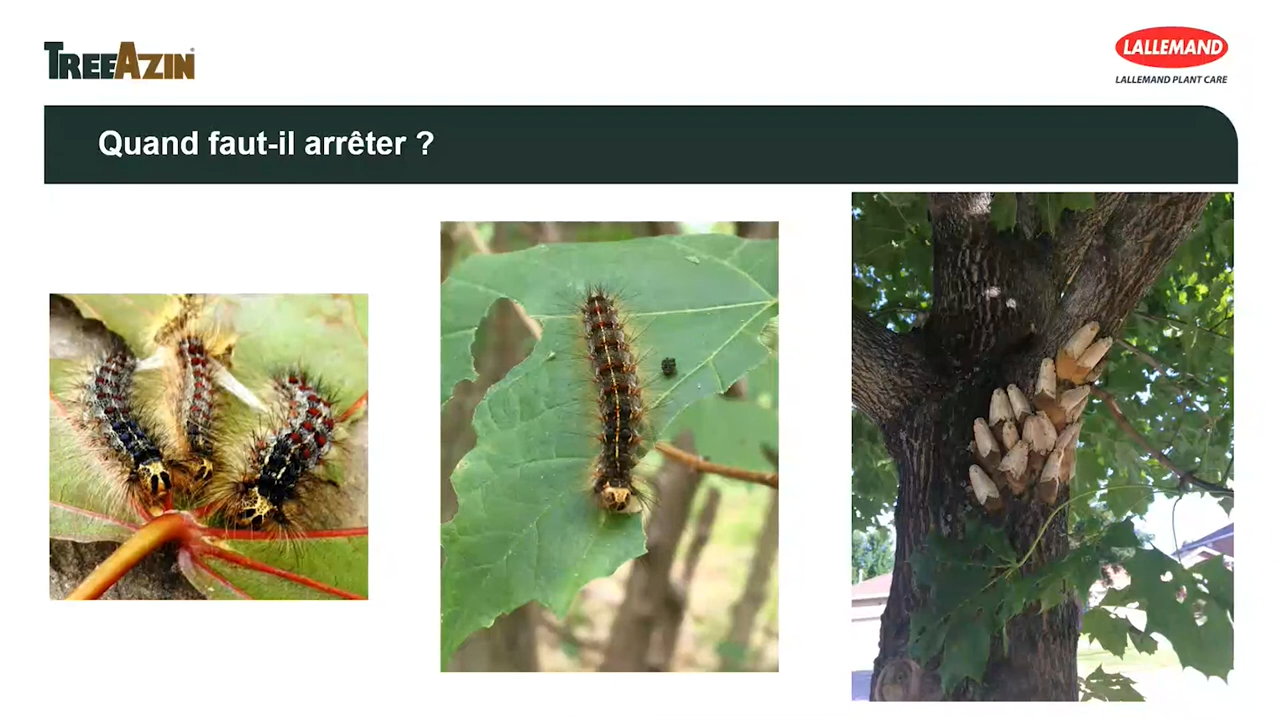 TREEAZIN®
LALLEMAND
LALLEMAND PLANT CARE
Quand faut-il arrêter ?